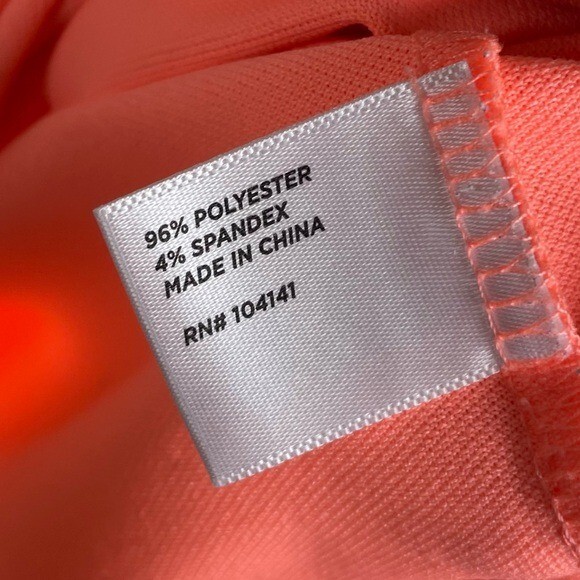 96% POLYESTER
4% SPANDEX
MADE IN CHINA
RN# 104141